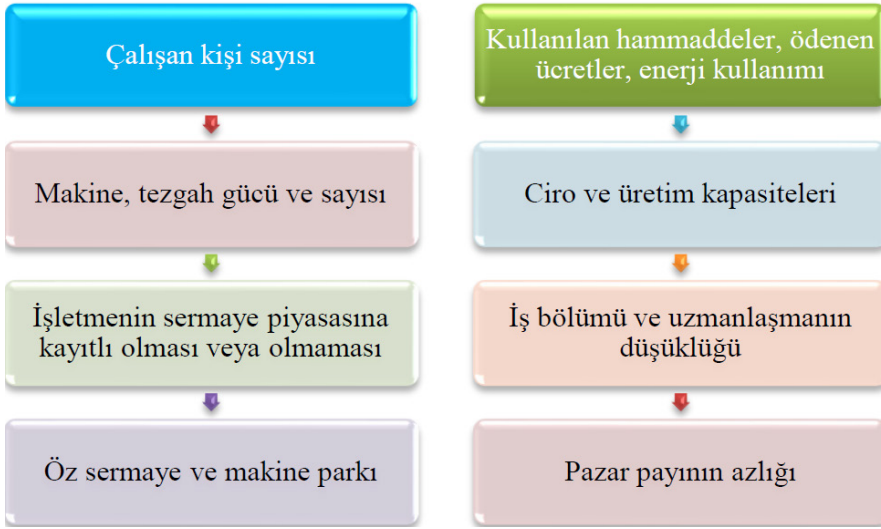 Çalışan kişi sayısı
Makine, tezgah gücü ve sayısı
İşletmenin sermaye piyasasına
kayıtlı olması veya olmaması
Öz sermaye ve makine parkı
Kullanılan hammaddeler, ödenen
ücretler, enerji kullanımı
Ciro ve üretim kapasiteleri
İş bölümü ve uzmanlaşmanın
düşüklüğü
Pazar payının azlığı